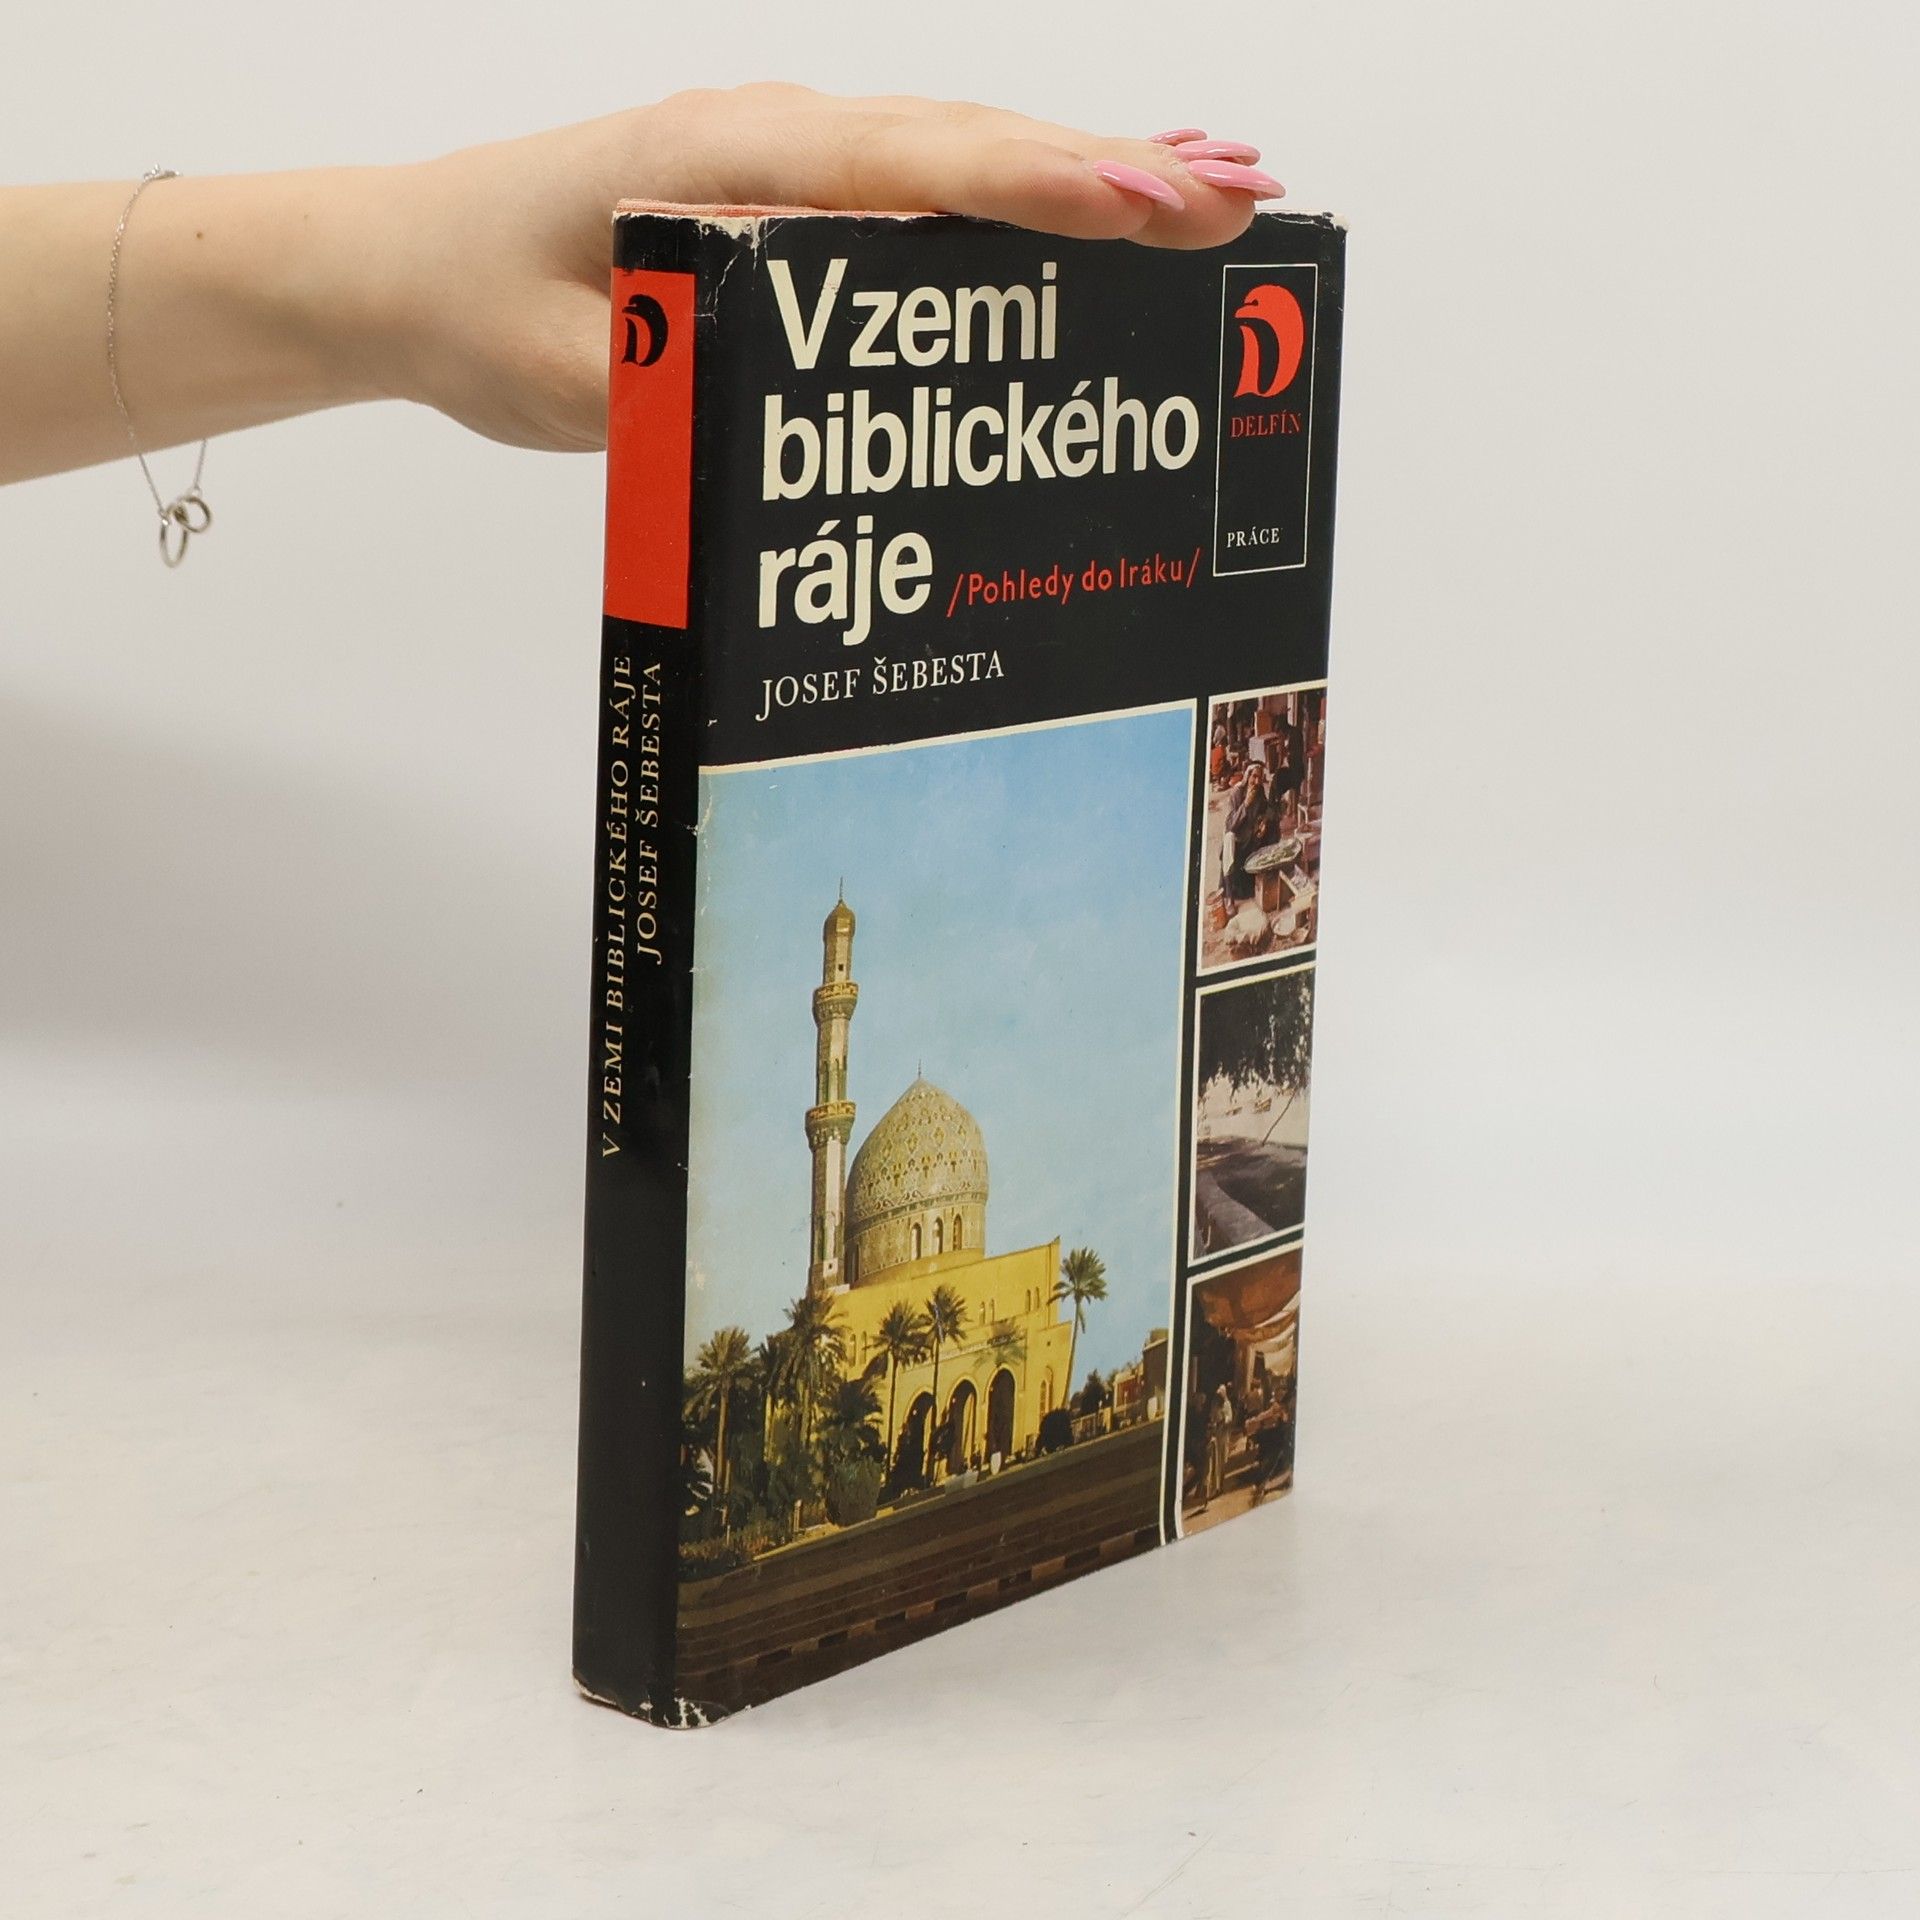 V zemi
biblického
ráje /Pohledy do Iráku/
JOSEF ŠEBESTA
D
DELFÍN
PRÁCE
D
V ZEMI BIBLICKÉHO RÁJE
JOSEF ŠEBESTA